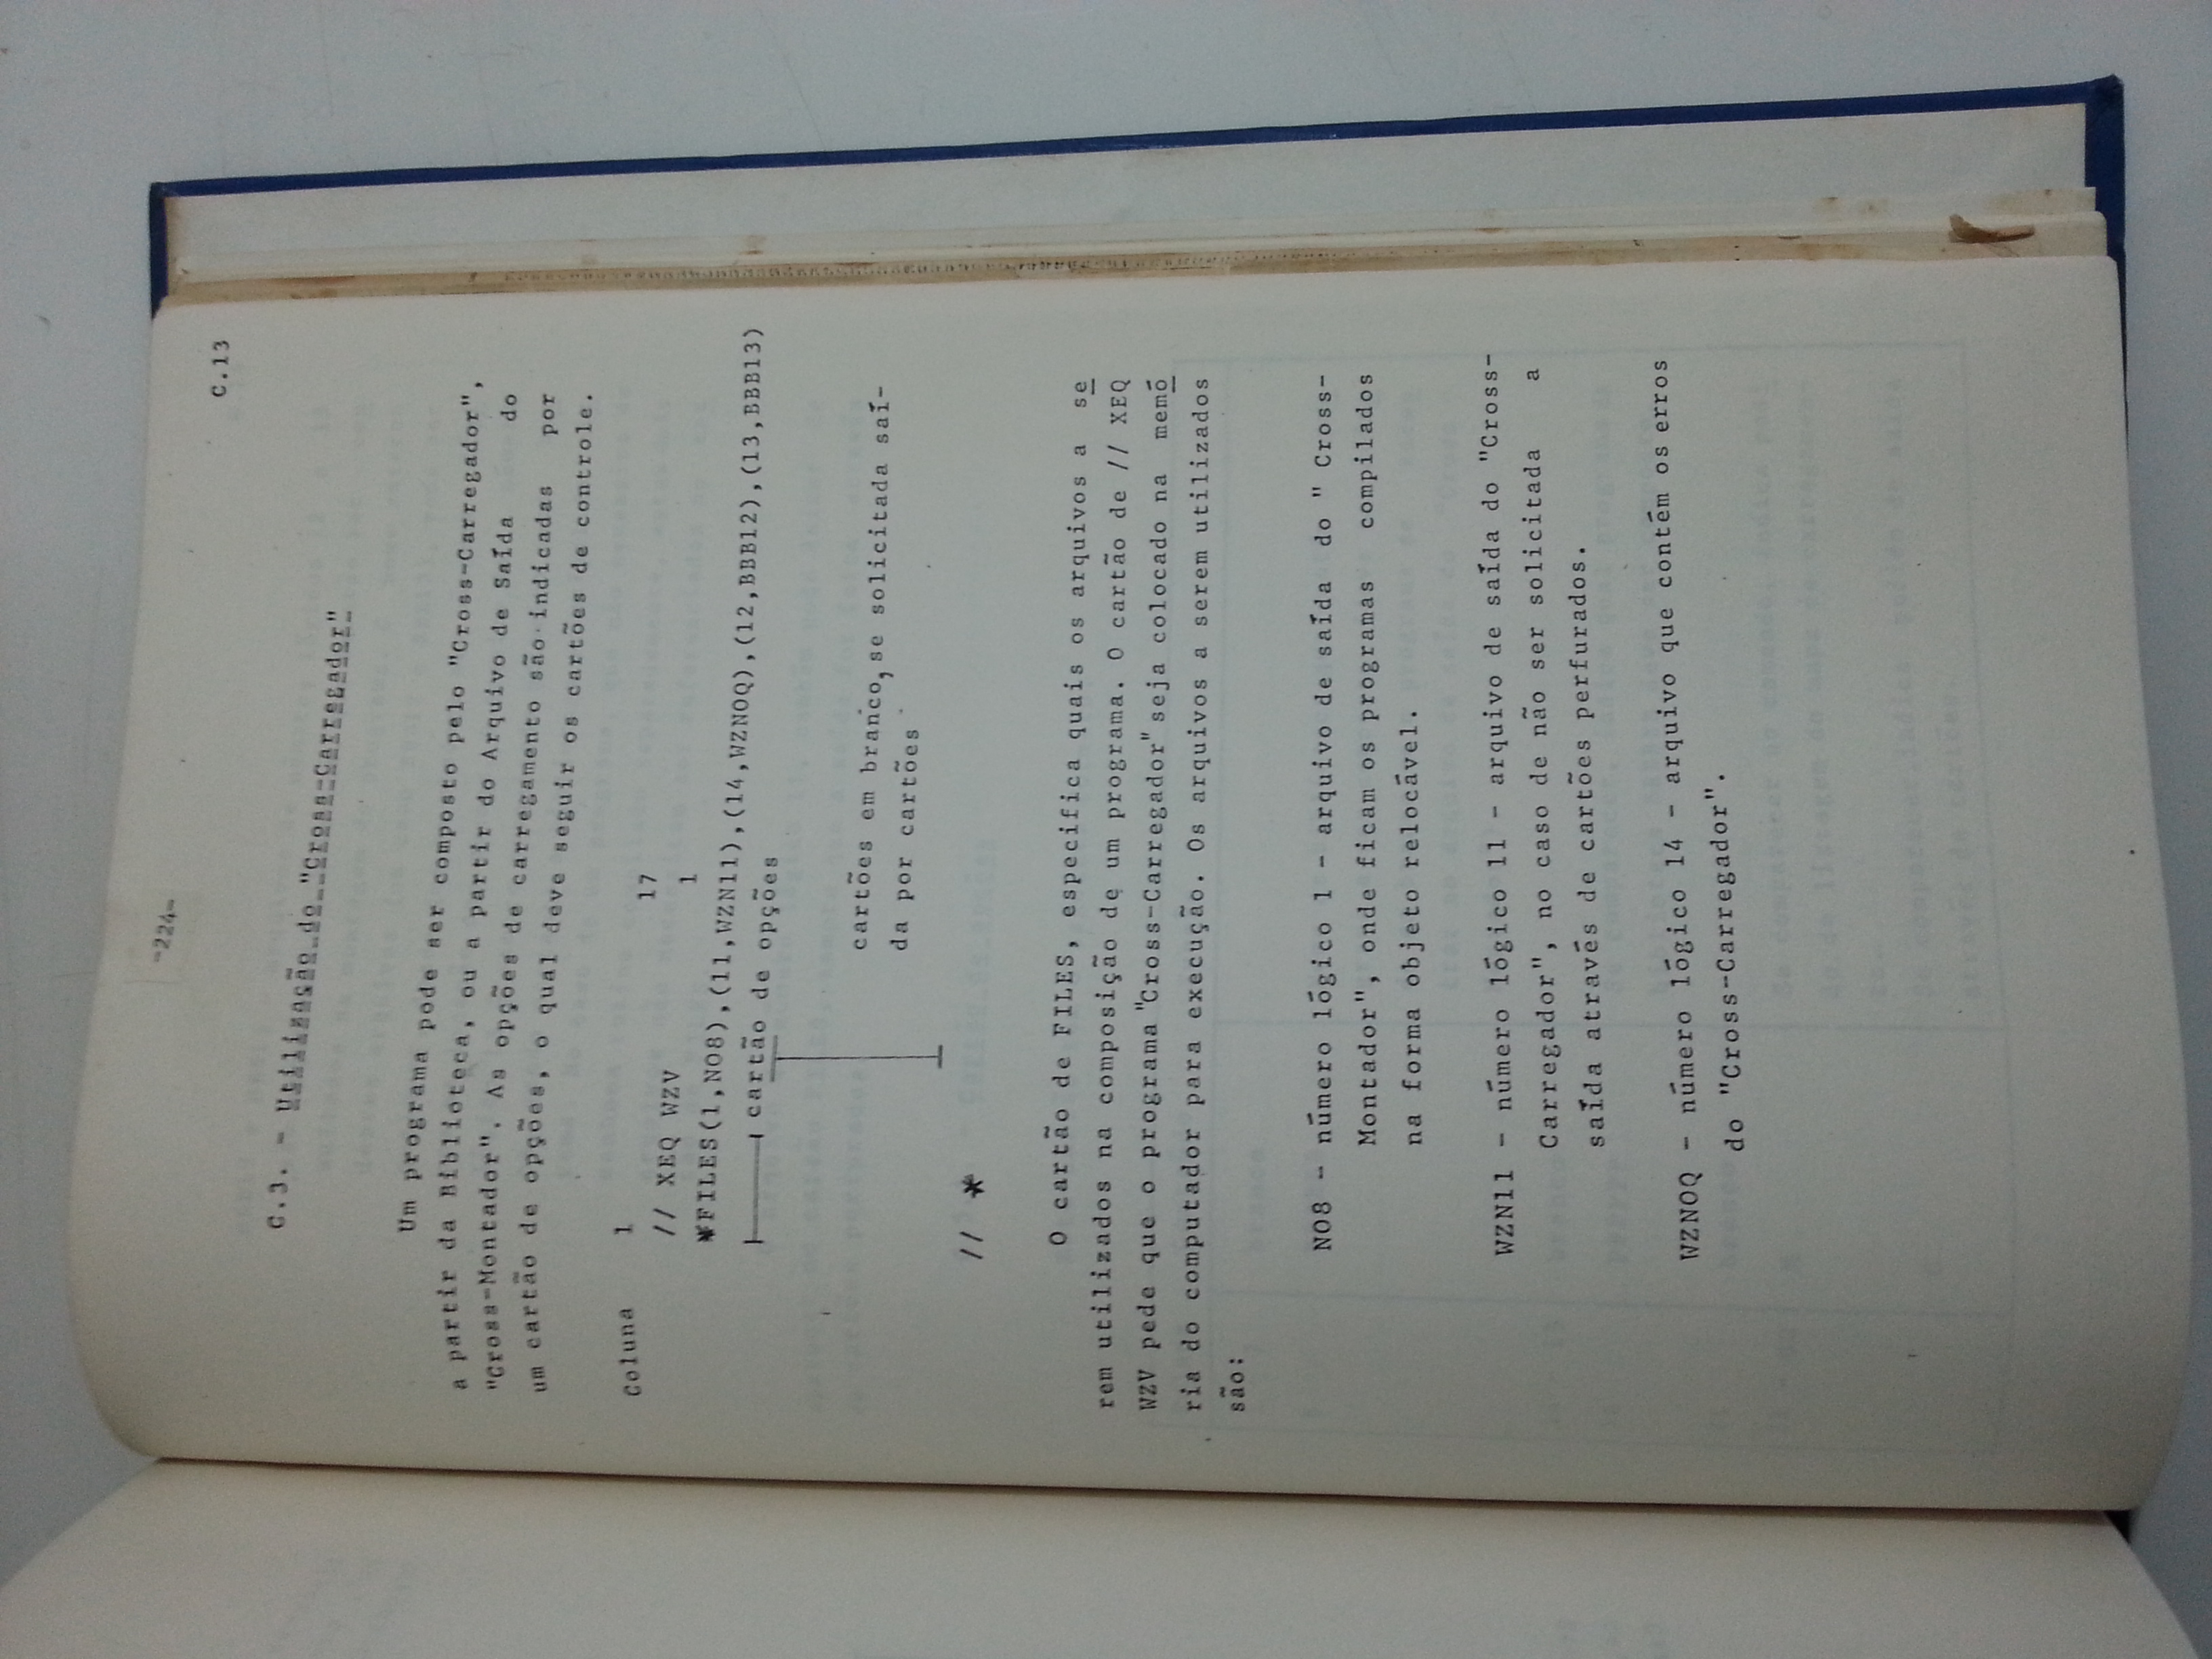 -224-
C.13
C.3. - Utilização do "Cross-Carregador"
Um programa pode ser composto pelo "Cross-Carregador",
a partir da Biblioteca, ou a partir do Arquivo de Saída do
"Cross-Montador". As opções de carregamento são indicadas por
um cartão de opções, o qual deve seguir os cartões de controle.
Coluna 1 17
// XEQ WZV 1
*FILES(1,NO8),(11,WZN11),(14,WZNOQ),(12,BBB12),(13,BBB13)
cartão de opções
cartões em branco, se solicitada saí-
da por cartões
// *
O cartão de FILES, especifica quais os arquivos a se
rem utilizados na composição de um programa. O cartão de // XEQ
WZV pede que o programa "Cross-Carregador" seja colocado na memó
ria do computador para execução. Os arquivos a serem utilizados
são:
NO8 - número lógico 1 - arquivo de saída do " Cross-
Montador", onde ficam os programas compilados
na forma objeto relocável.
WZN11 - número lógico 11 - arquivo de saída do "Cross-
Carregador", no caso de não ser solicitada a
saída através de cartões perfurados.
WZNOQ - número lógico 14 - arquivo que contém os erros
do "Cross-Carregador".